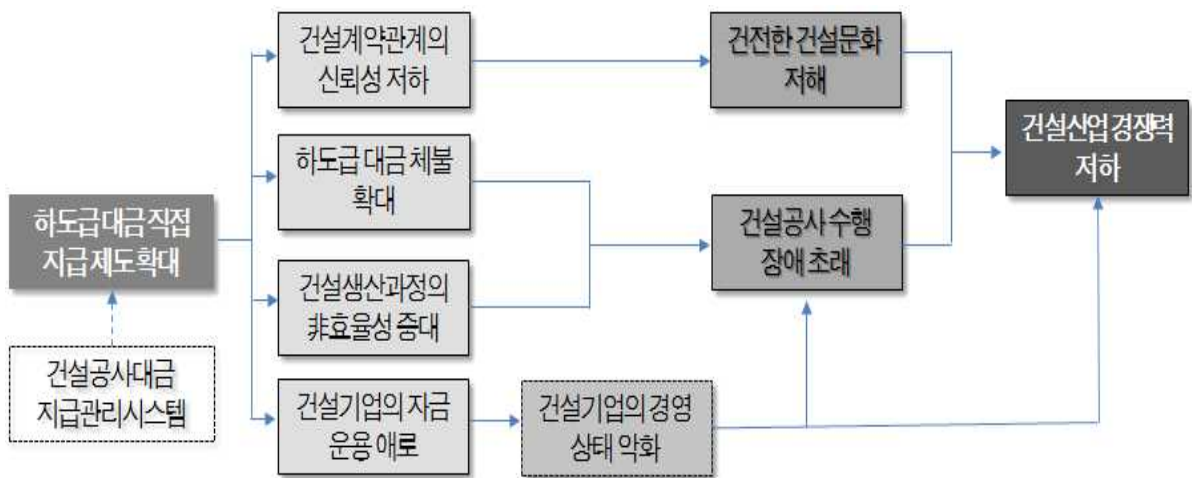 하도급대금직접
지급제도확대
건설공사대금
지급관리시스템
건설계약관계의
신뢰성 저하
하도급 대금 체불
확대
건설생산과정의
非효율성 증대
건설기업의 자금
운용 애로
건설기업의 경영
상태 악화
건전한 건설문화
저해
건설공사 수행
장애 초래
건설산업 경쟁력
저하